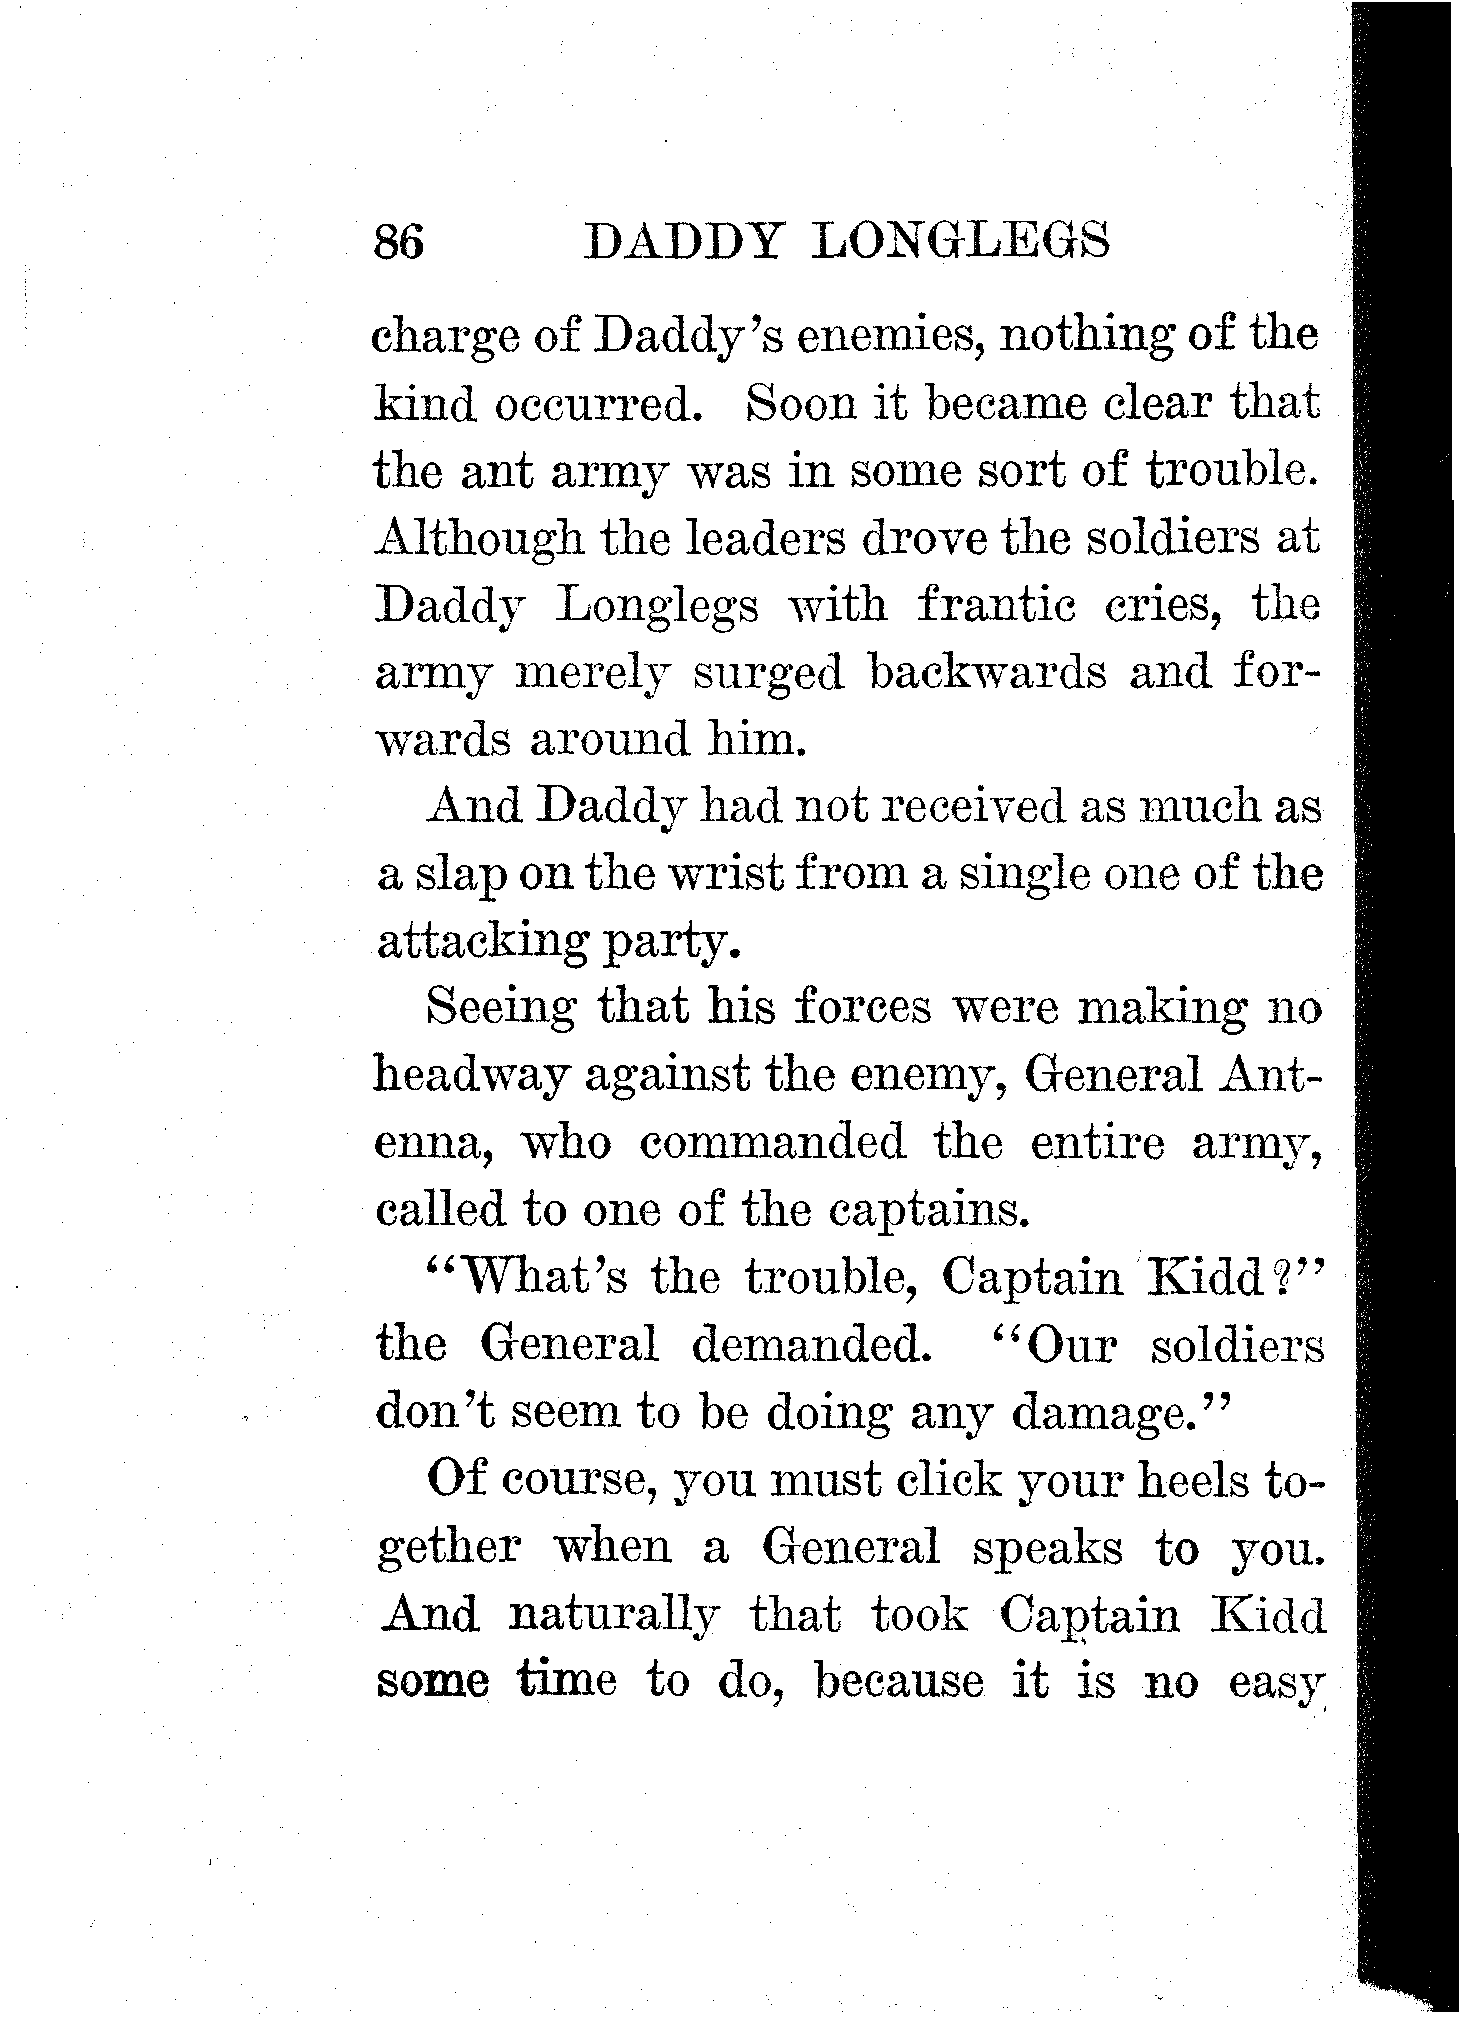 86 DADDY LONGLEGS
charge of Daddy's enemies, nothing of the
kind occurred. Soon it became clear that
the ant army was in some sort of trouble.
Although the leaders drove the soldiers at
Daddy Longlegs with frantic cries, the
army merely surged backwards and for-
wards around him.
And Daddy had not received as much as
a slap on the wrist from a single one of the
attacking party.
Seeing that his forces were making no
headway against the enemy, General Ant-
enna, who commanded the entire army,
called to one of the captains.
"What's the trouble, Captain Kidd?"
the General demanded. "Our soldiers
don't seem to be doing any damage."
Of course, you must click your heels to-
gether when a General speaks to you.
And naturally that took Captain Kidd
some time to do, because it is no easy